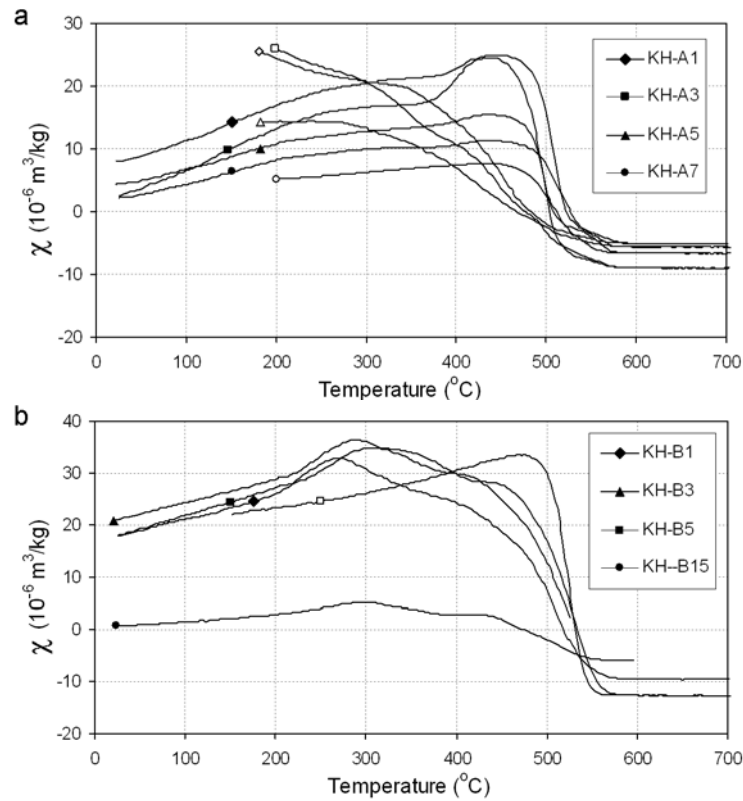 a
30
20
10
0
-10
-20
χ (10⁻⁶ m³/kg)
KH-A1
KH-A3
KH-A5
KH-A7
0 100 200 300 400 500 600 700
Temperature (°C)
b
40
30
20
10
0
-10
-20
χ (10⁻⁶ m³/kg)
KH-B1
KH-B3
KH-B5
KH--B15
0 100 200 300 400 500 600 700
Temperature (°C)